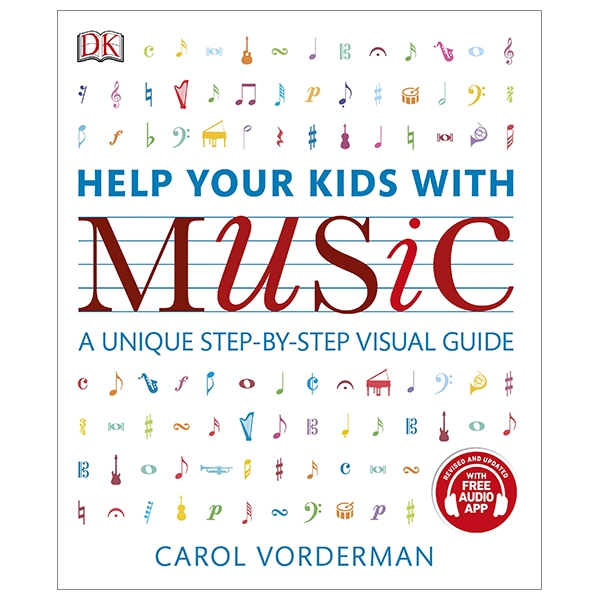 DK
HELP YOUR KIDS WITH
MUSiC
A UNIQUE STEP-BY-STEP VISUAL GUIDE
REVISED AND UPDATED
WITH
FREE
AUDIO
APP
CAROL VORDERMAN